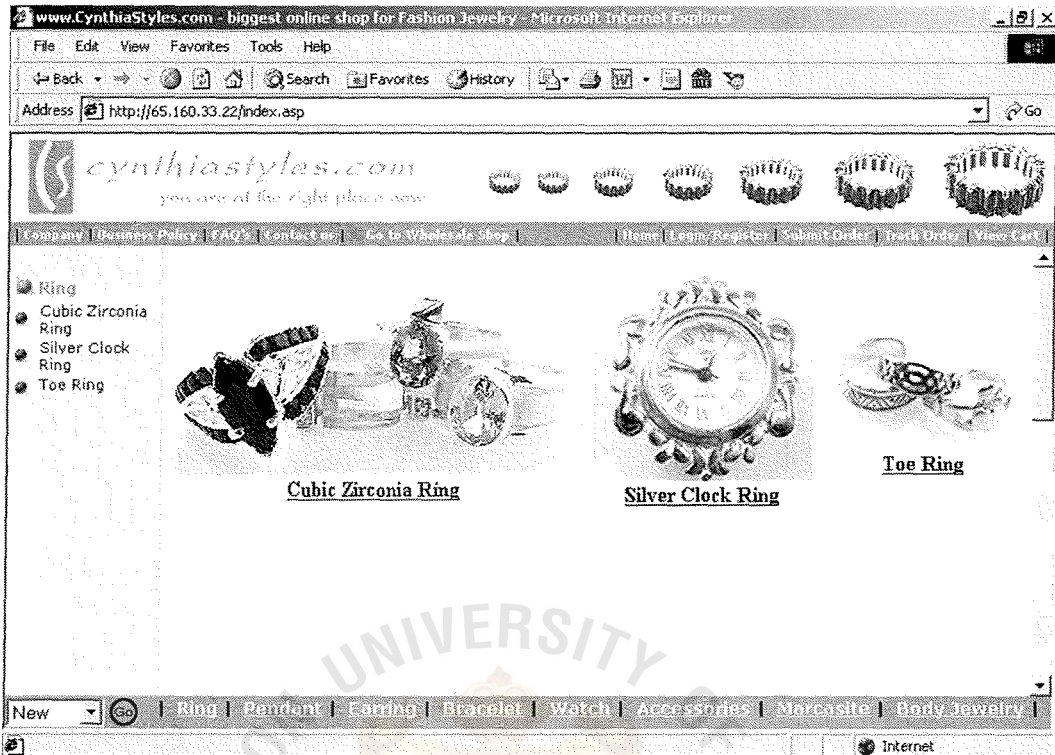 www.CynthiaStyles.com - biggest online shop for Fashion Jewelry - Microsoft Internet Explorer
File Edit View Favorites Tools Help
Back Search Favorites History
Address http://65.160.33.22/index.asp Go
cynthiastyles.com
you are at the right place now
| Company | Business Policy | FAQ's | Contact us | Go to Wholesale Shop | | Home | Login/Register | Submit Order | Track Order | View Cart |
Ring
Cubic Zirconia
Ring
Silver Clock
Ring
Toe Ring
Cubic Zirconia Ring
Silver Clock Ring
Toe Ring
UNIVERSITY
New Go | Ring | Pendant | Earring | Bracelet | Watch | Accessories | Marcasite | Body Jewelry |
Internet